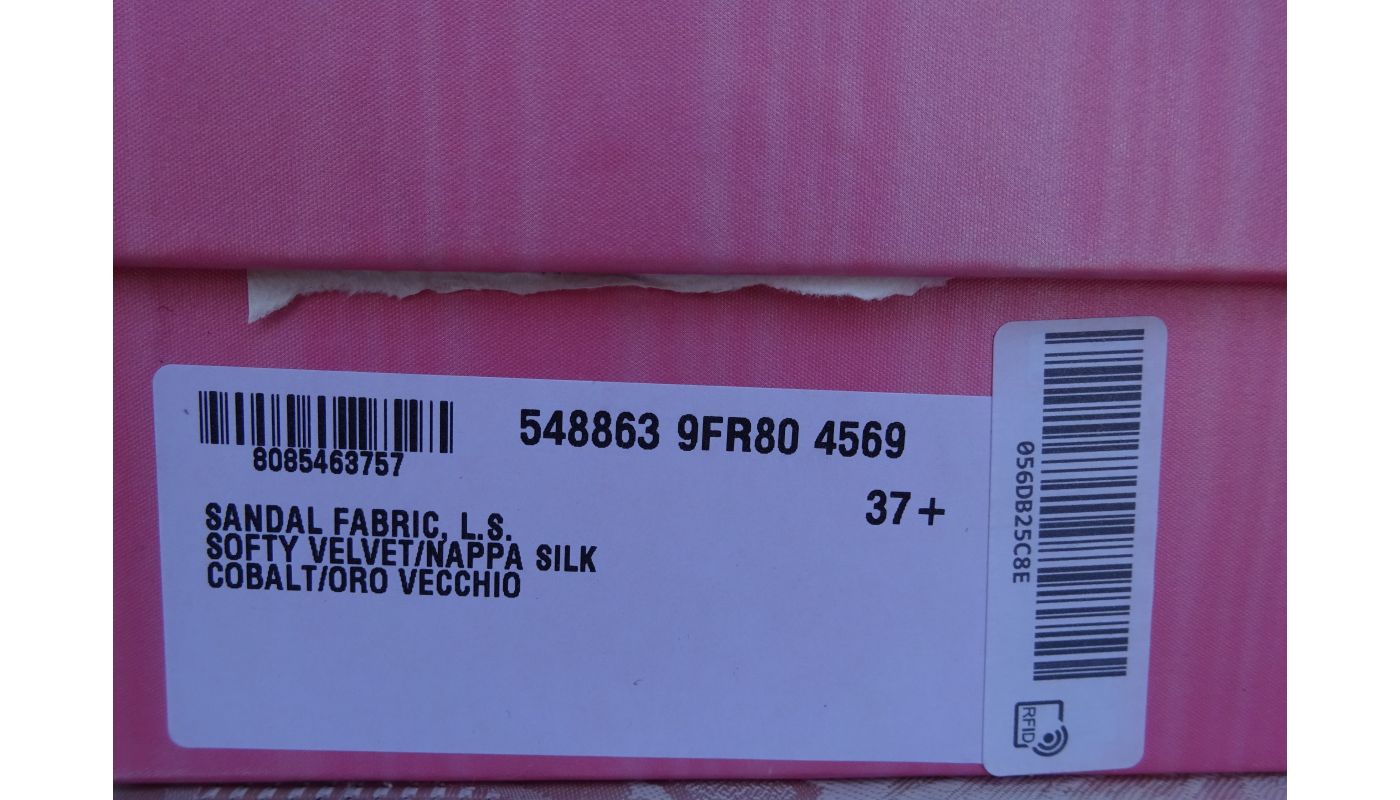 548863 9FR80 4569
8085463757
37+
SANDAL FABRIC, L.S.
SOFTY VELVET/NAPPA SILK
COBALT/ORO VECCHIO
056DB25C8E
RFID